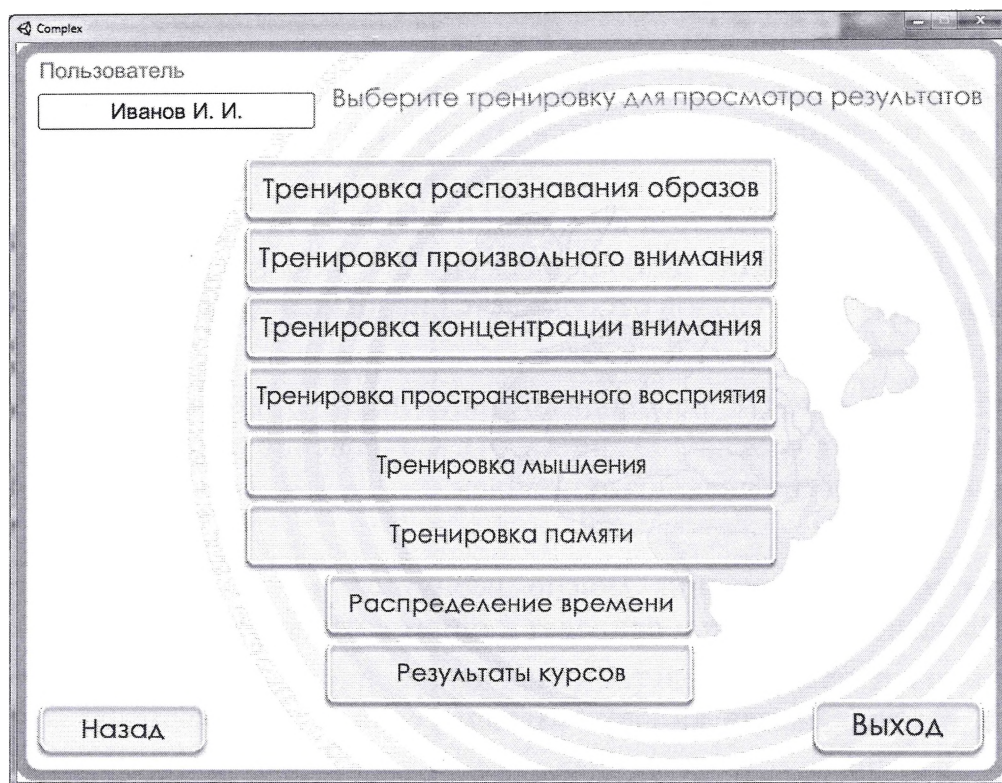 Complex
Пользователь
Иванов И. И.
Выберите тренировку для просмотра результатов
Тренировка распознавания образов
Тренировка произвольного внимания
Тренировка концентрации внимания
Тренировка пространственного восприятия
Тренировка мышления
Тренировка памяти
Распределение времени
Результаты курсов
Назад
Выход